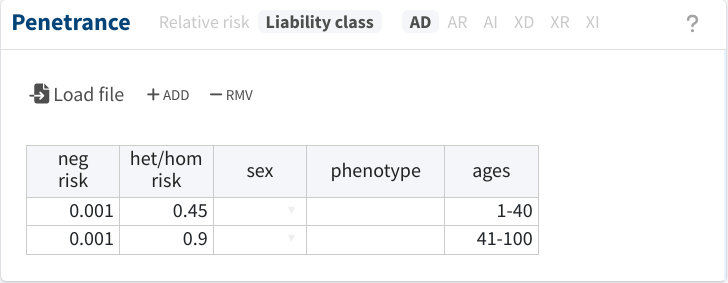 Penetrance Relative risk Liability class AD AR AI XD XR XI ?
Load file + ADD − RMV
neg risk het/hom risk sex phenotype ages
0.001 0.45 1-40
0.001 0.9 41-100